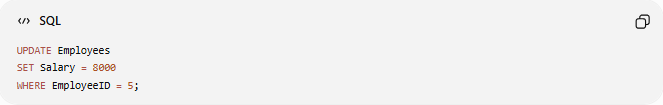 </> SQL
UPDATE Employees
SET Salary = 8000
WHERE EmployeeID = 5;